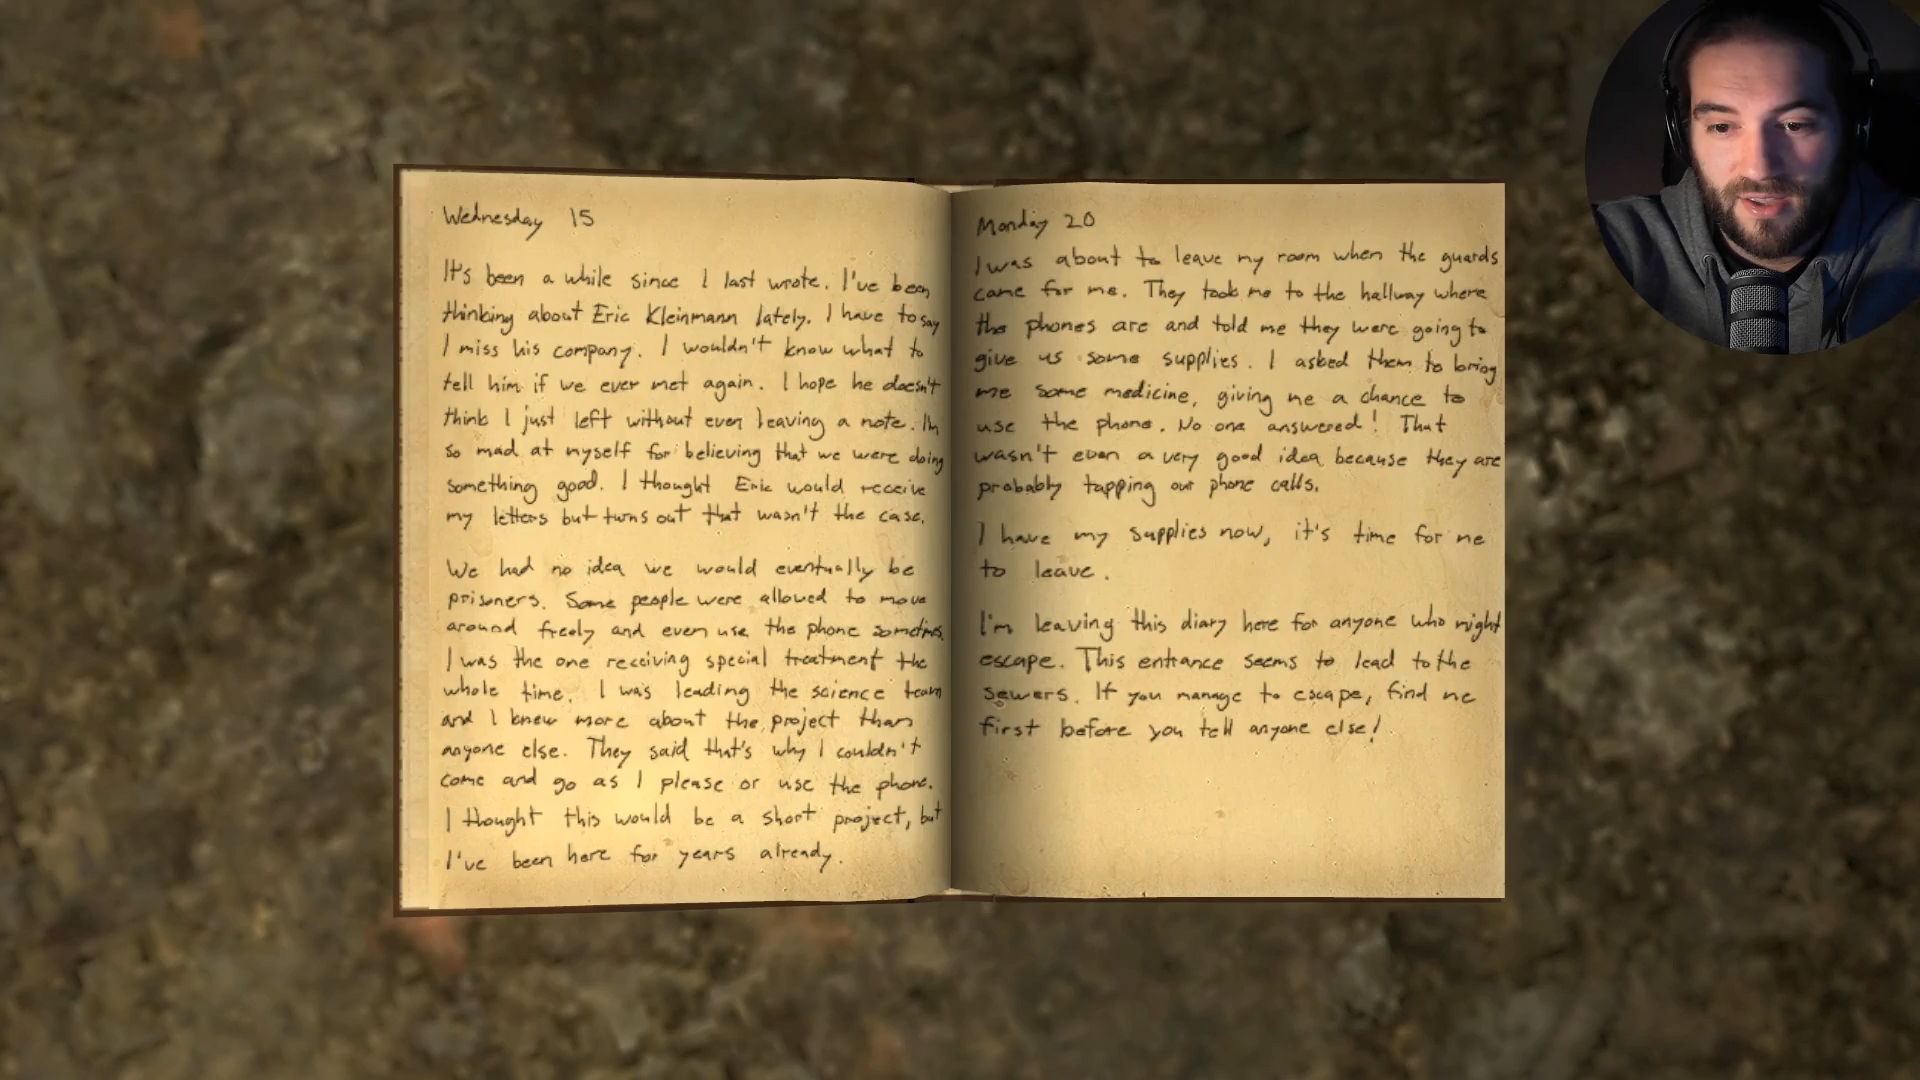 Wednesday 15
It's been a while since I last wrote. I've been
thinking about Eric Kleinmann lately. I have to say
I miss his company. I wouldn't know what to
tell him if we ever met again. I hope he doesn't
think I just left without even leaving a note. I'm
so mad at myself for believing that we were doing
something good. I thought Eric would receive
my letters but turns out that wasn't the case.
We had no idea we would eventually be
prisoners. Some people were allowed to move
around freely and even use the phone sometimes.
I was the one receiving special treatment the
whole time. I was leading the science team
and I knew more about the project than
anyone else. They said that's why I couldn't
come and go as I please or use the phone.
I thought this would be a short project, but
I've been here for years already.
Monday 20
I was about to leave my room when the guards
came for me. They took me to the hallway where
the phones are and told me they were going to
give us some supplies. I asked them to bring
me some medicine, giving me a chance to
use the phone. No one answered! That
wasn't even a very good idea because they are
probably tapping our phone calls.
I have my supplies now, it's time for me
to leave.
I'm leaving this diary here for anyone who might
escape. This entrance seems to lead to the
sewers. If you manage to escape, find me
first before you tell anyone else!